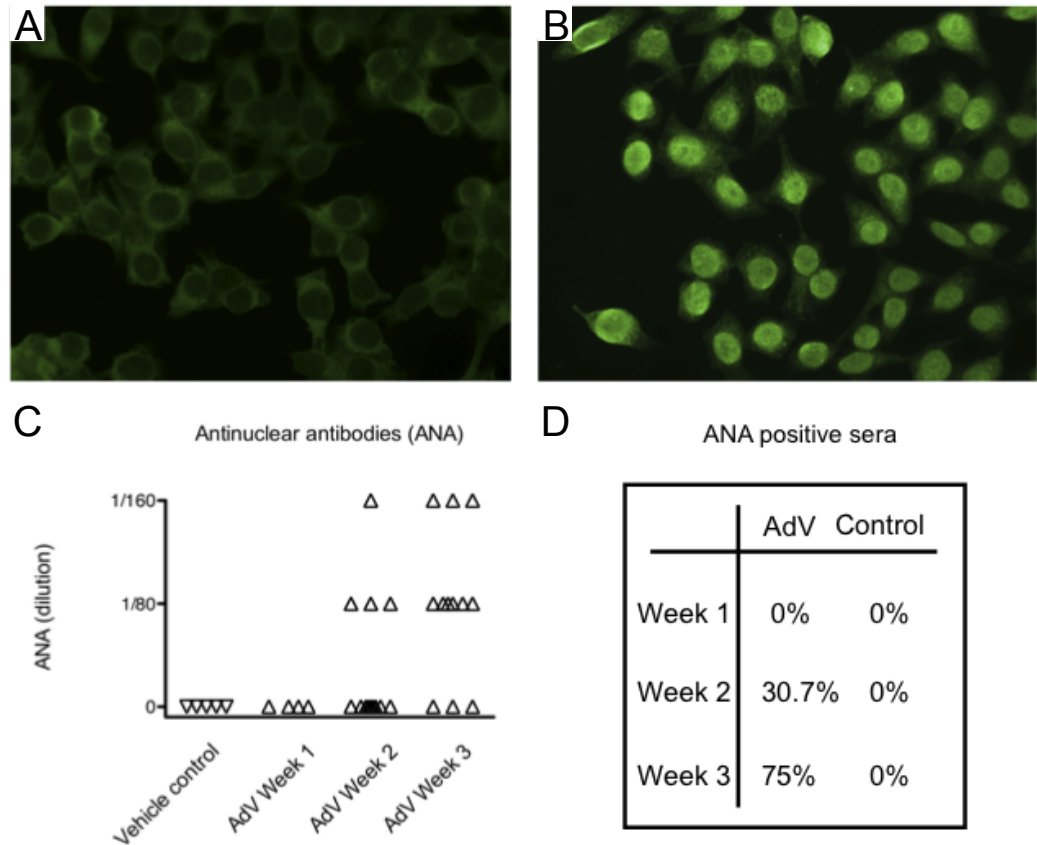 A
B
C
Antinuclear antibodies (ANA)
ANA (dilution)
1/160
1/80
0
Vehicle control
AdV Week 1
AdV Week 2
AdV Week 3
D
ANA positive sera
AdV Control
Week 1 0% 0%
Week 2 30.7% 0%
Week 3 75% 0%